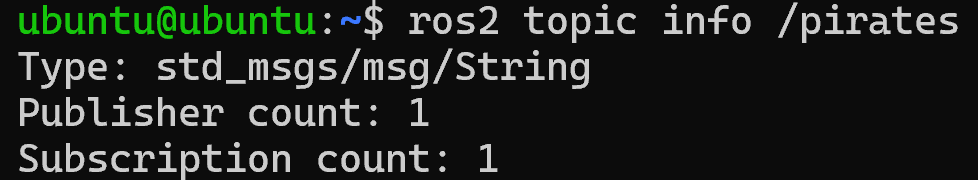 ubuntu@ubuntu:~$ ros2 topic info /pirates
Type: std_msgs/msg/String
Publisher count: 1
Subscription count: 1